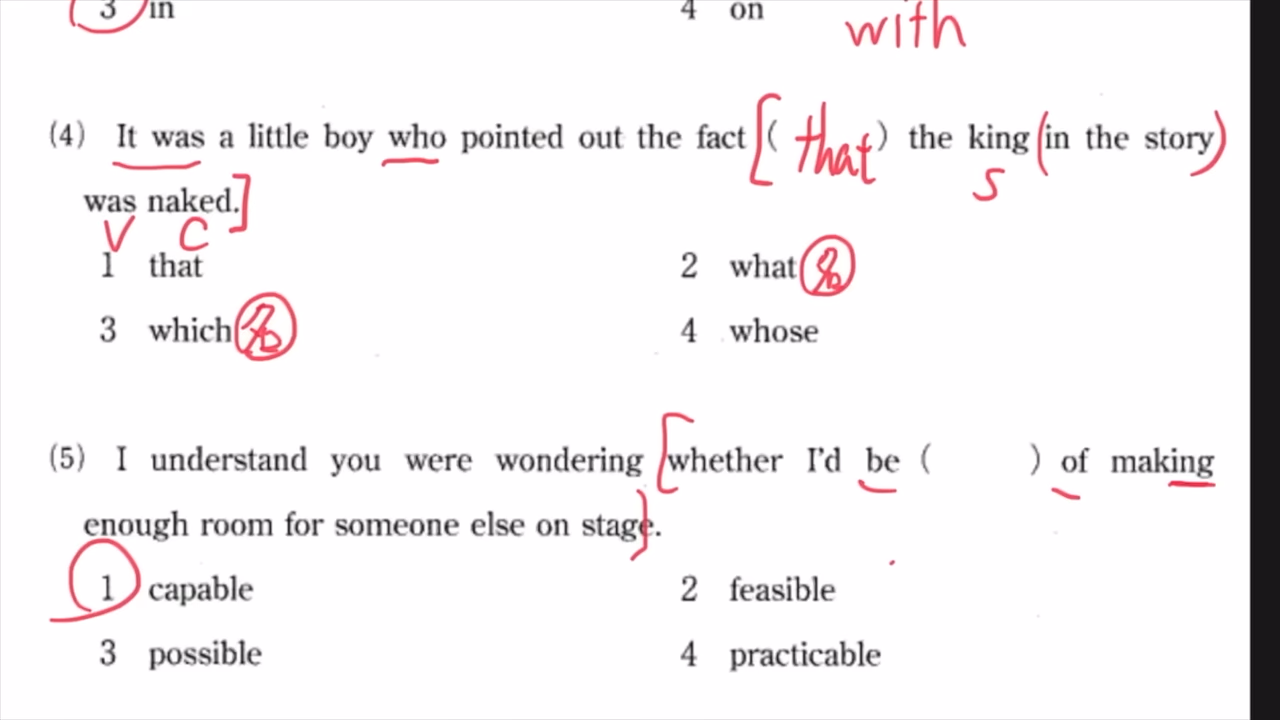 3 in 4 on with
(4) It was a little boy who pointed out the fact [( that ) the king (in the story)
S
was naked.]
V C
1 that 2 what
3 which 4 whose
(5) I understand you were wondering [whether I'd be ( ) of making
enough room for someone else on stage].
1 capable 2 feasible
3 possible 4 practicable